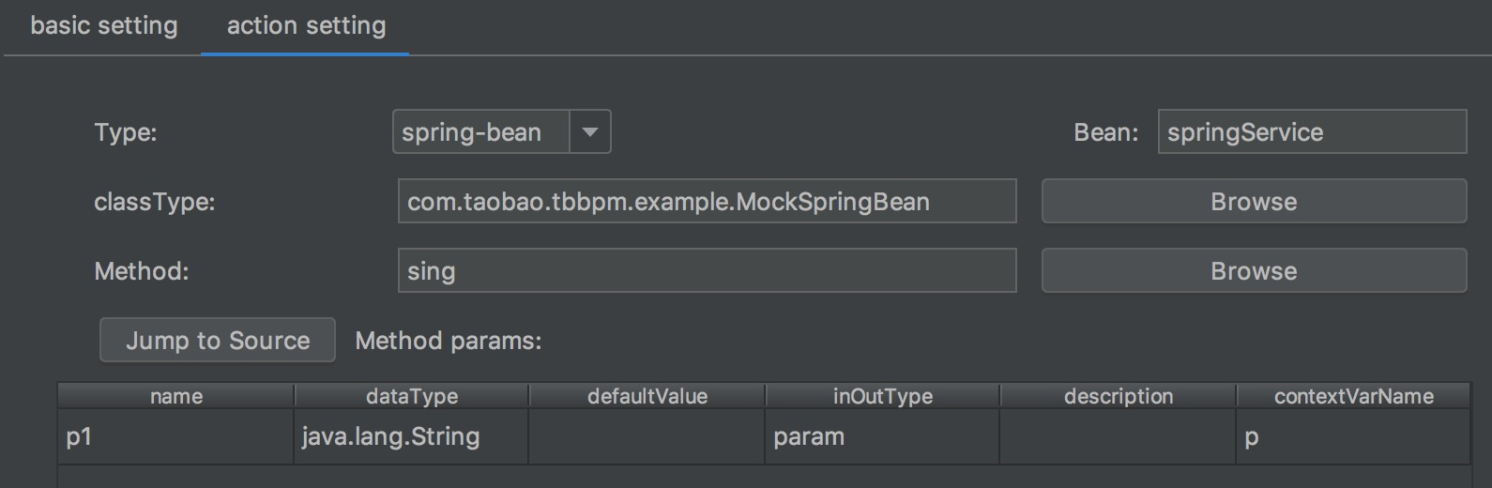 basic setting action setting
Type: spring-bean Bean: springService
classType: com.taobao.tbbpm.example.MockSpringBean Browse
Method: sing Browse
Jump to Source Method params:
name dataType defaultValue inOutType description contextVarName
p1 java.lang.String param p